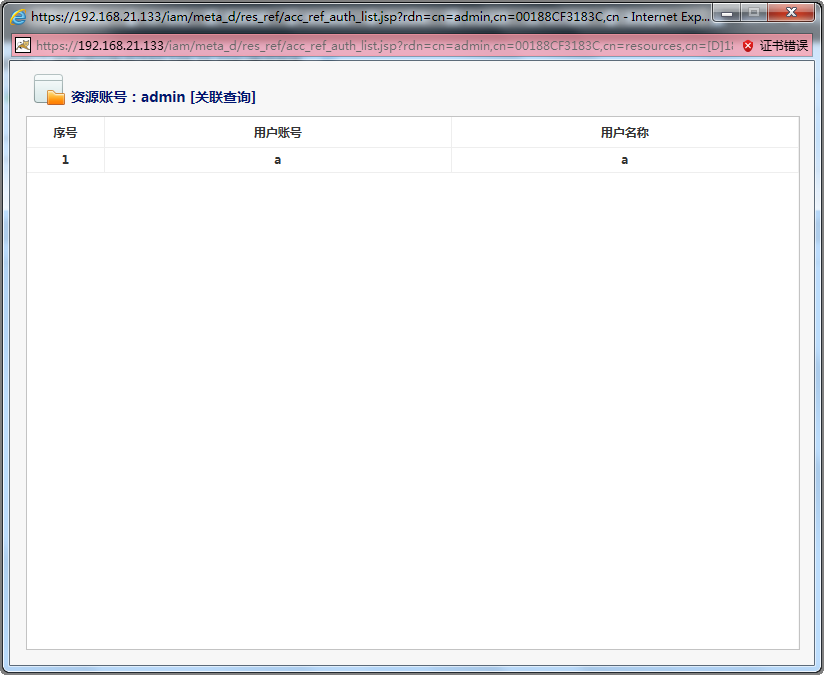 https://192.168.21.133/iam/meta_d/res_ref/acc_ref_auth_list.jsp?rdn=cn=admin,cn=00188CF3183C,cn - Internet Exp...
https://192.168.21.133/iam/meta_d/res_ref/acc_ref_auth_list.jsp?rdn=cn=admin,cn=00188CF3183C,cn=resources,cn=[D]1 证书错误
资源账号：admin [关联查询]
序号 用户账号 用户名称
1 a a